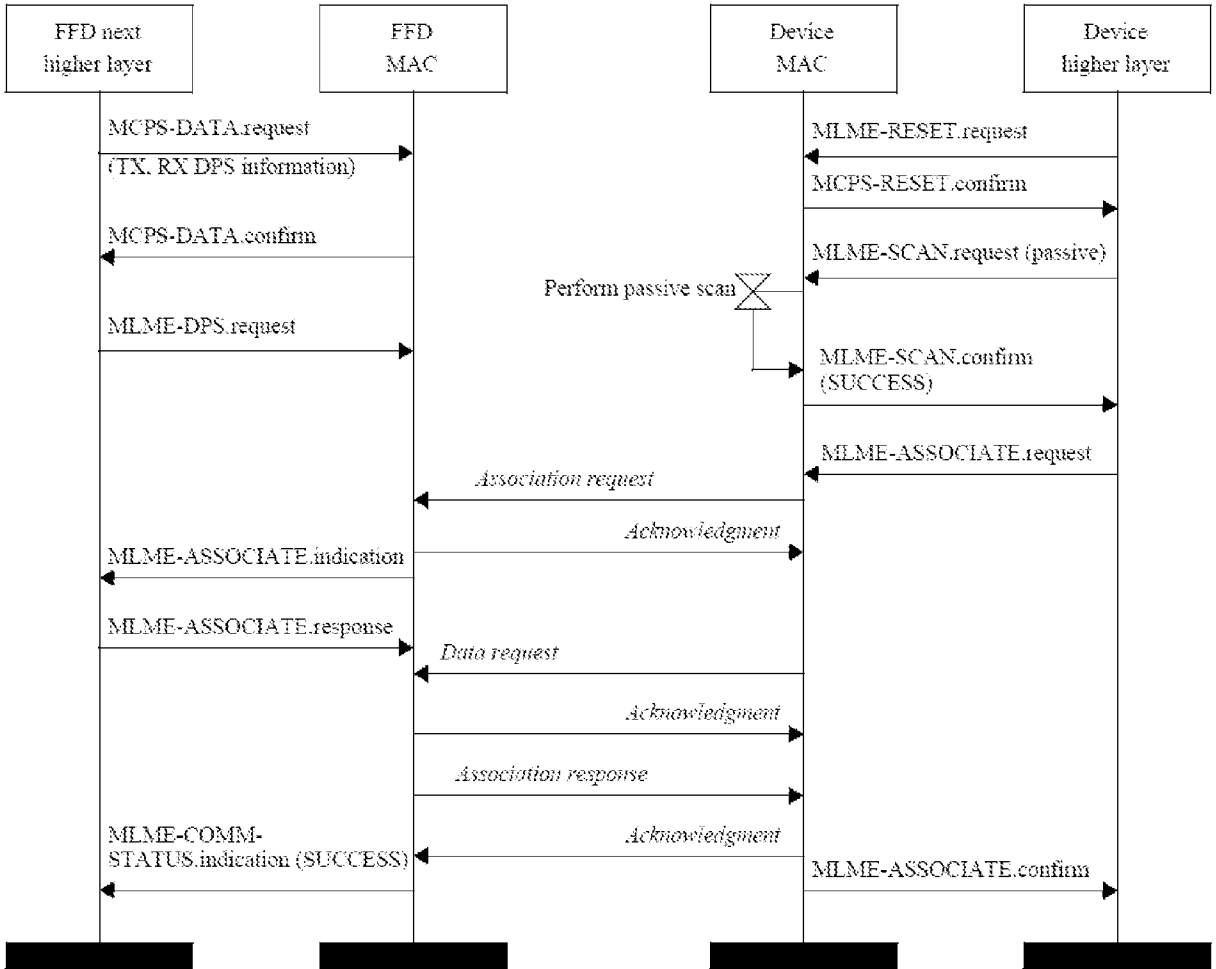 FFD next
higher layer
FFD
MAC
Device
MAC
Device
higher layer
MCPS-DATA.request
(TX, RX DPS information)
MLME-RESET.request
MCPS-RESET.confirm
MCPS-DATA.confirm
MLME-SCAN.request (passive)
Perform passive scan
MLME-DPS.request
MLME-SCAN.confirm
(SUCCESS)
MLME-ASSOCIATE.request
Association request
Acknowledgment
MLME-ASSOCIATE.indication
MLME-ASSOCIATE.response
Data request
Acknowledgment
Association response
MLME-COMM-
STATUS.indication (SUCCESS)
Acknowledgment
MLME-ASSOCIATE.confirm